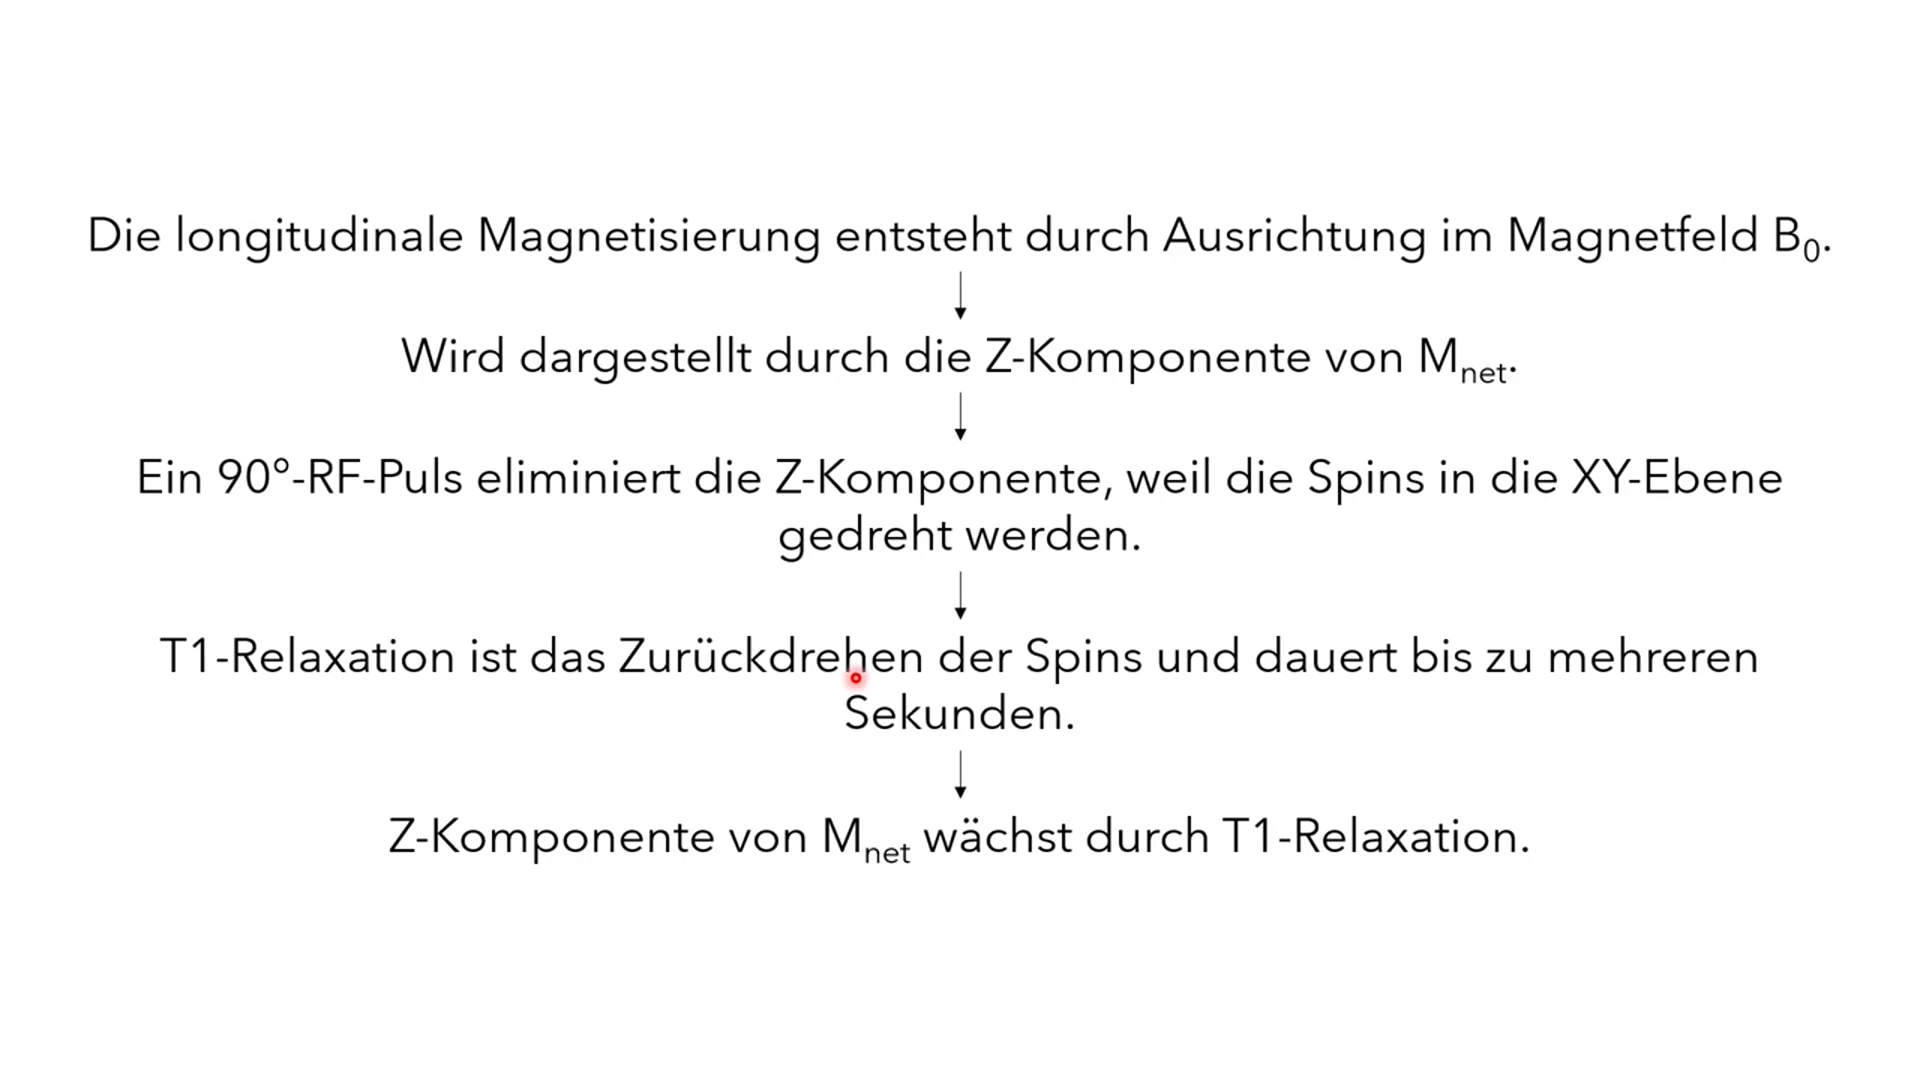 Die longitudinale Magnetisierung entsteht durch Ausrichtung im Magnetfeld B₀.
Wird dargestellt durch die Z-Komponente von Mnet.
Ein 90°-RF-Puls eliminiert die Z-Komponente, weil die Spins in die XY-Ebene
gedreht werden.
T1-Relaxation ist das Zurückdrehen der Spins und dauert bis zu mehreren
Sekunden.
Z-Komponente von Mnet wächst durch T1-Relaxation.